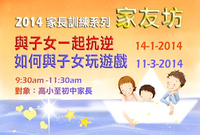 2014 家長訓練系列 家友坊
與子女一起抗逆 14-1-2014
如何與子女玩遊戲 11-3-2014
9:30am-11:30am
對象：高小至初中家長